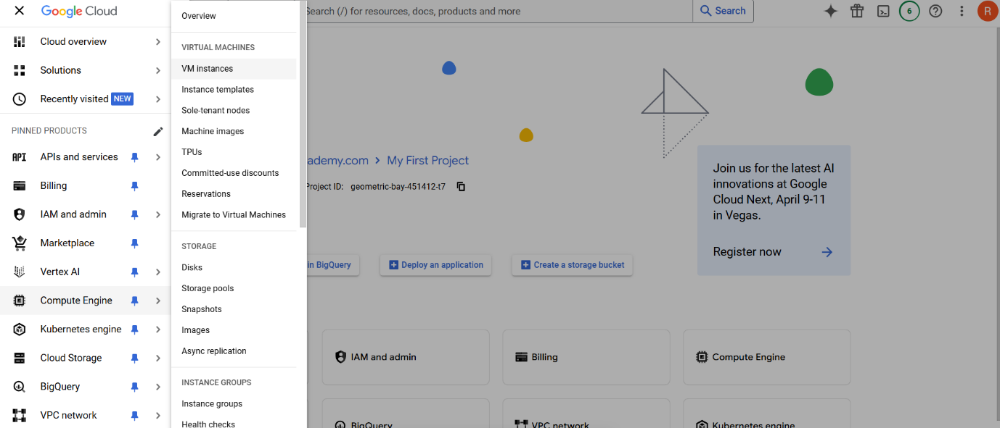 Google Cloud
Search (/) for resources, docs, products and more
Search
6
R
Cloud overview
Solutions
Recently visited NEW
PINNED PRODUCTS
APIs and services
Billing
IAM and admin
Marketplace
Vertex AI
Compute Engine
Kubernetes engine
Cloud Storage
BigQuery
VPC network
Overview
VIRTUAL MACHINES
VM instances
Instance templates
Sole-tenant nodes
Machine images
TPUs
Committed-use discounts
Reservations
Migrate to Virtual Machines
STORAGE
Disks
Storage pools
Snapshots
Images
Async replication
INSTANCE GROUPS
Instance groups
Health checks
ademy.com > My First Project
Project ID: geometric-bay-451412-t7
Join us for the latest AI
innovations at Google
Cloud Next, April 9-11
in Vegas.
Register now
in BigQuery
Deploy an application
Create a storage bucket
IAM and admin
Billing
Compute Engine
BigQuery
VPC network
Kubernetes engine